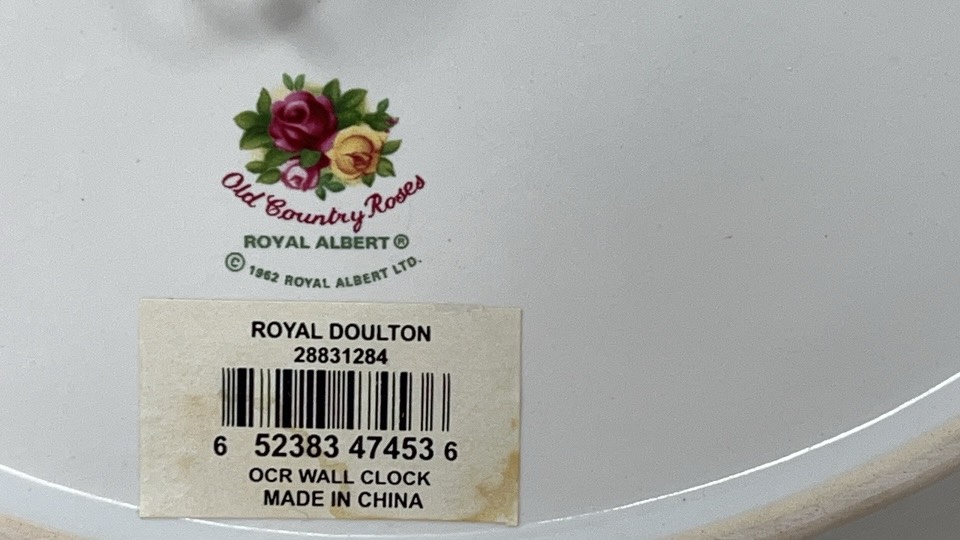 Old Country Roses
ROYAL ALBERT ®
© 1962 ROYAL ALBERT LTD.
ROYAL DOULTON
28831284
6 52383 47453 6
OCR WALL CLOCK
MADE IN CHINA